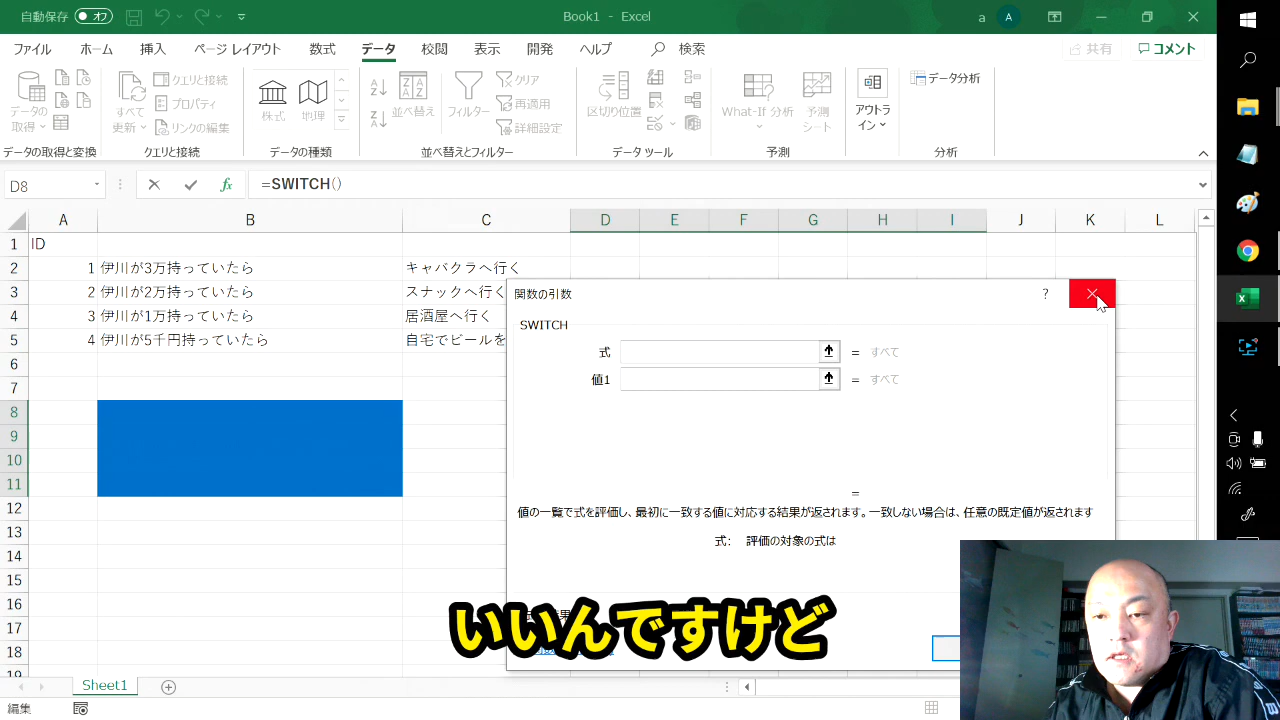 自動保存 オフ Book1 - Excel a A
ファイル ホーム 挿入 ページ レイアウト 数式 データ 校閲 表示 開発 ヘルプ 検索 共有 コメント
データの取得 すべて更新 クエリと接続 プロパティ リンクの編集 株式 地理 並べ替え フィルター クリア 再適用 詳細設定 区切り位置 What-If 分析 予測シート アウトライン データ分析
データの取得と変換 クエリと接続 データの種類 並べ替えとフィルター データ ツール 予測 分析
D8 fx =SWITCH()
A B C D E F G H I J K L
1 ID
2 1 伊川が3万持っていたら キャバクラへ行く
3 2 伊川が2万持っていたら スナックへ行く
4 3 伊川が1万持っていたら 居酒屋へ行く
5 4 伊川が5千円持っていたら 自宅でビールを
6
7
8
9
10
11
12
13
14
15
16
17
18
関数の引数 ?
SWITCH
式 = すべて
値1 = すべて
=
値の一覧で式を評価し、最初に一致する値に対応する結果が返されます。一致しない場合は、任意の既定値が返されます
式： 評価の対象の式は
いいんですけど
Sheet1
編集